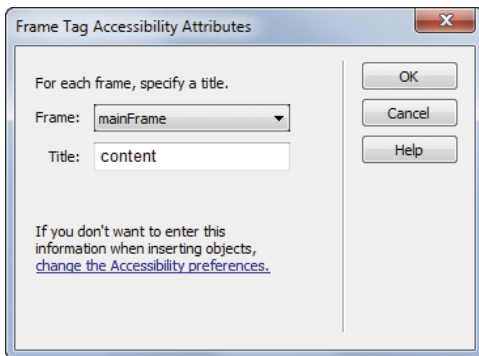 Frame Tag Accessibility Attributes
For each frame, specify a title.
Frame: mainFrame
Title: content
If you don't want to enter this
information when inserting objects,
change the Accessibility preferences.
OK
Cancel
Help